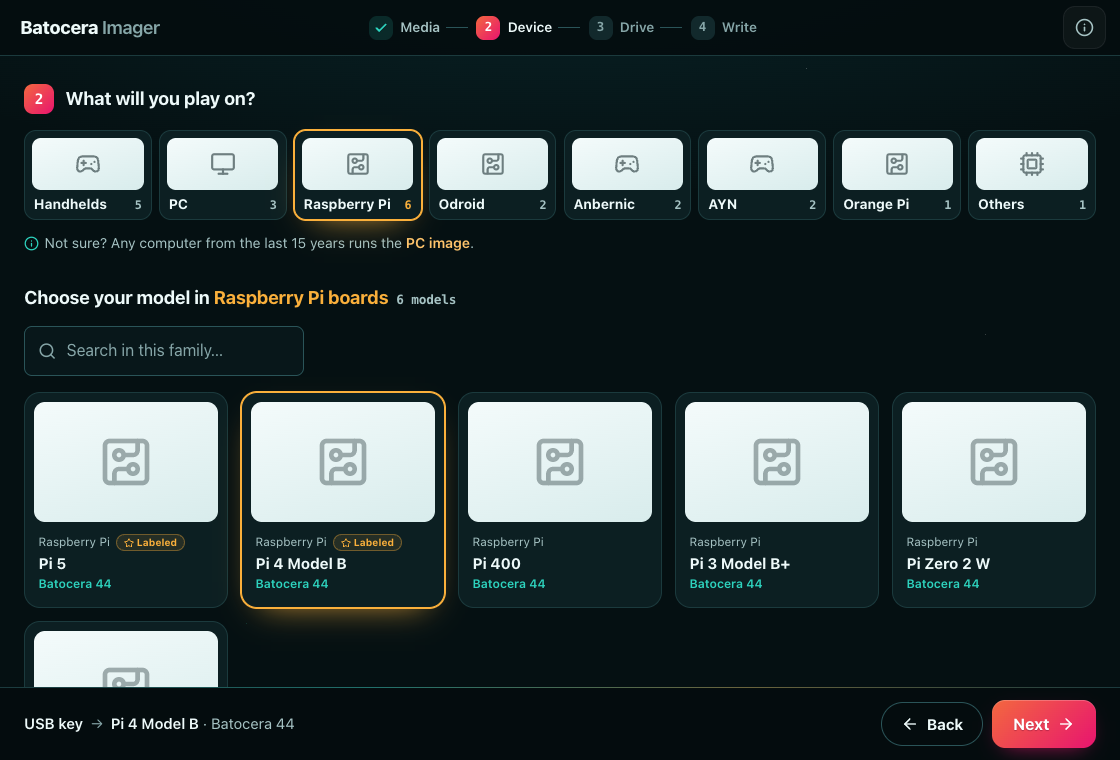 Batocera Imager
Media
2 Device
3 Drive
4 Write
2 What will you play on?
Handhelds 5
PC 3
Raspberry Pi 6
Odroid 2
Anbernic 2
AYN 2
Orange Pi 1
Others 1
Not sure? Any computer from the last 15 years runs the PC image.
Choose your model in Raspberry Pi boards 6 models
Search in this family...
Raspberry Pi Labeled
Pi 5
Batocera 44
Raspberry Pi Labeled
Pi 4 Model B
Batocera 44
Raspberry Pi
Pi 400
Batocera 44
Raspberry Pi
Pi 3 Model B+
Batocera 44
Raspberry Pi
Pi Zero 2 W
Batocera 44
USB key → Pi 4 Model B · Batocera 44
← Back
Next →